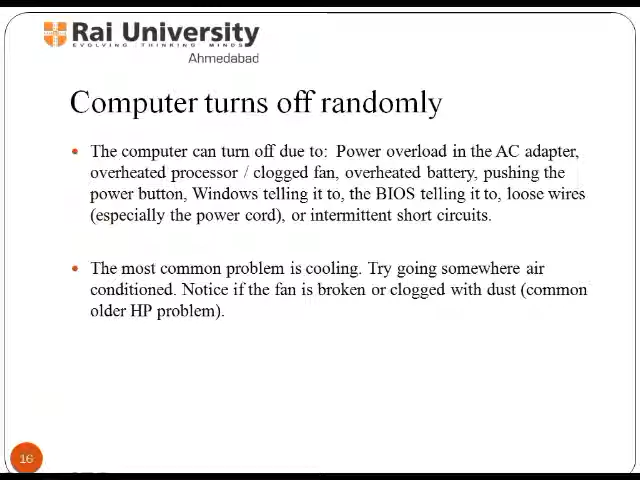 Rai University
EVOLVING THINKING MINDS
Ahmedabad
Computer turns off randomly
• The computer can turn off due to: Power overload in the AC adapter,
overheated processor / clogged fan, overheated battery, pushing the
power button, Windows telling it to, the BIOS telling it to, loose wires
(especially the power cord), or intermittent short circuits.
• The most common problem is cooling. Try going somewhere air
conditioned. Notice if the fan is broken or clogged with dust (common
older HP problem).
16